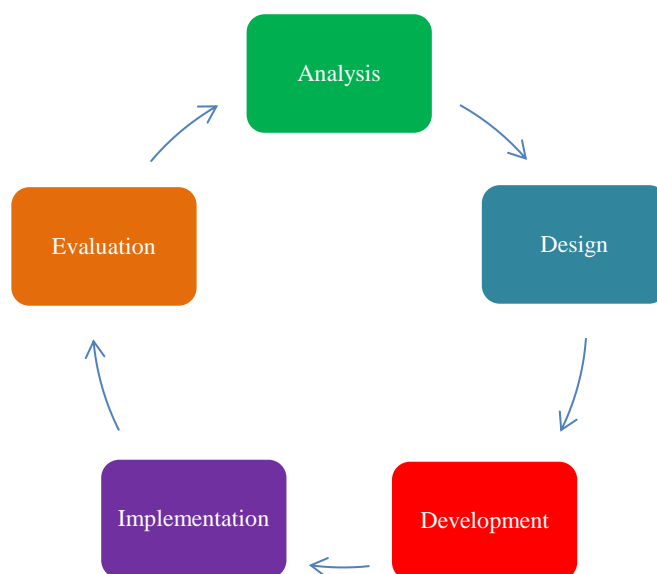 Analysis
Design
Development
Implementation
Evaluation